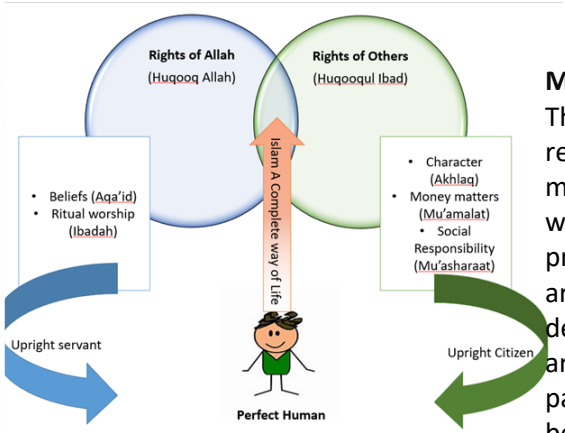 Rights of Allah
(Huqooq Allah)
Rights of Others
(Huqooqul Ibad)
• Beliefs (Aqa’id)
• Ritual worship
(Ibadah)
Islam A Complete way of Life
• Character
(Akhlaq)
• Money matters
(Mu’amalat)
• Social
Responsibility
(Mu’asharaat)
Upright servant
Upright Citizen
Perfect Human
M
Th
re
m
w
pr
ar
de
ar
pa